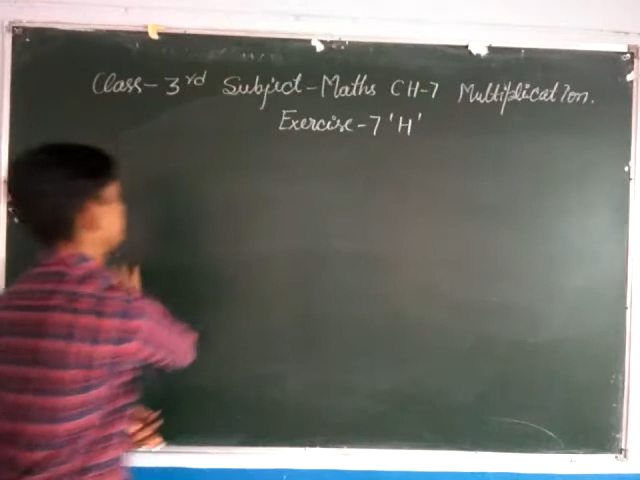 Class-3rd Subject-Maths CH-7 Multiplication.
Exercise-7'H'